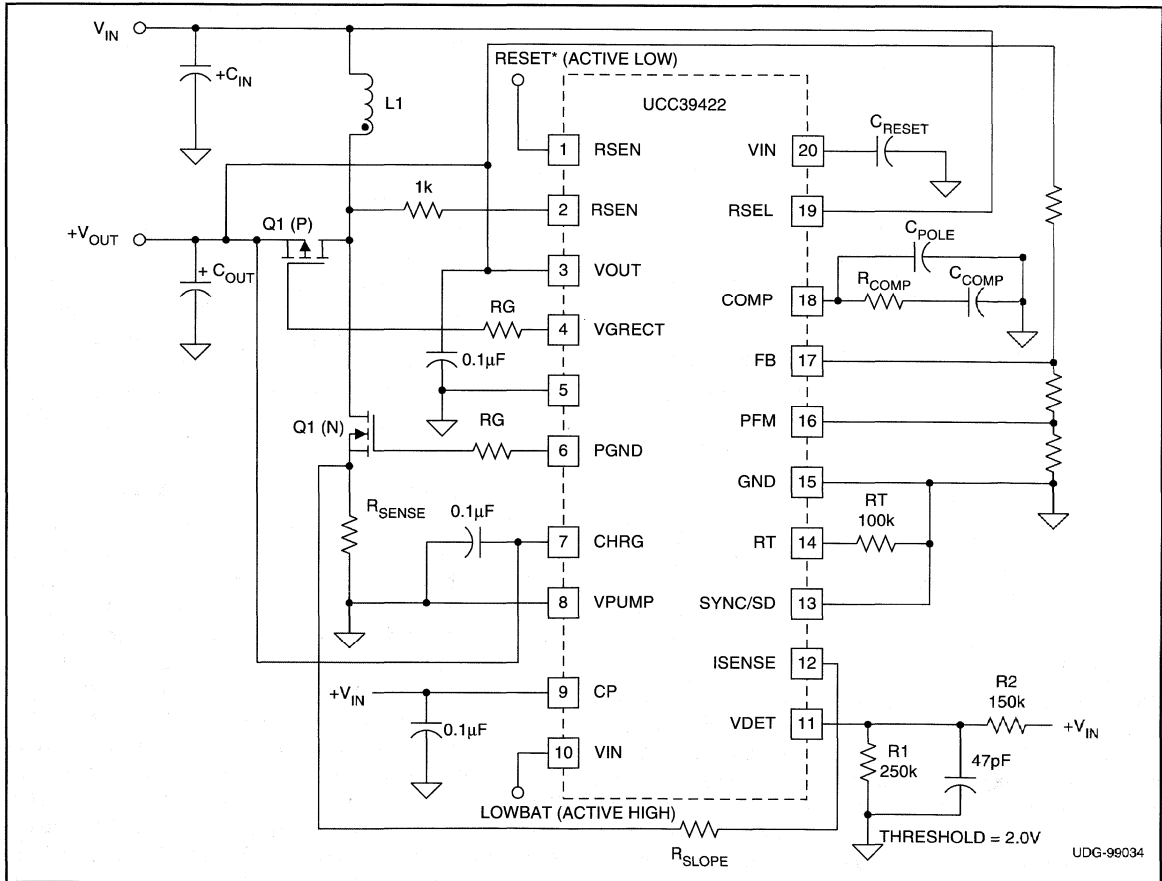 V_IN
+C_IN
L1
RESET* (ACTIVE LOW)
UCC39422
1 RSEN
1k
2 RSEN
Q1 (P)
+V_OUT
+ C_OUT
3 VOUT
RG
4 VGRECT
0.1µF
5
Q1 (N)
RG
6 PGND
R_SENSE
0.1µF
7 CHRG
8 VPUMP
+V_IN
9 CP
0.1µF
10 VIN
LOWBAT (ACTIVE HIGH)
R_SLOPE
VIN 20
C_RESET
RSEL 19
C_POLE
R_COMP
C_COMP
COMP 18
FB 17
PFM 16
GND 15
RT
100k
RT 14
SYNC/SD 13
ISENSE 12
R2
150k
VDET 11
+V_IN
R1
250k
47pF
THRESHOLD = 2.0V
UDG-99034